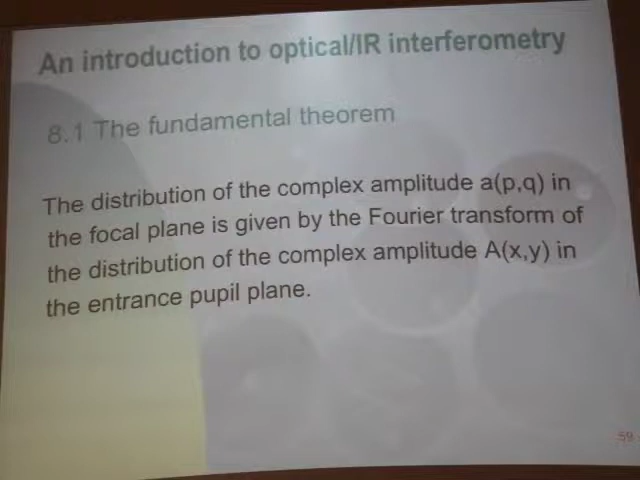 An introduction to optical/IR interferometry
8.1 The fundamental theorem
The distribution of the complex amplitude a(p,q) in
the focal plane is given by the Fourier transform of
the distribution of the complex amplitude A(x,y) in
the entrance pupil plane.
59